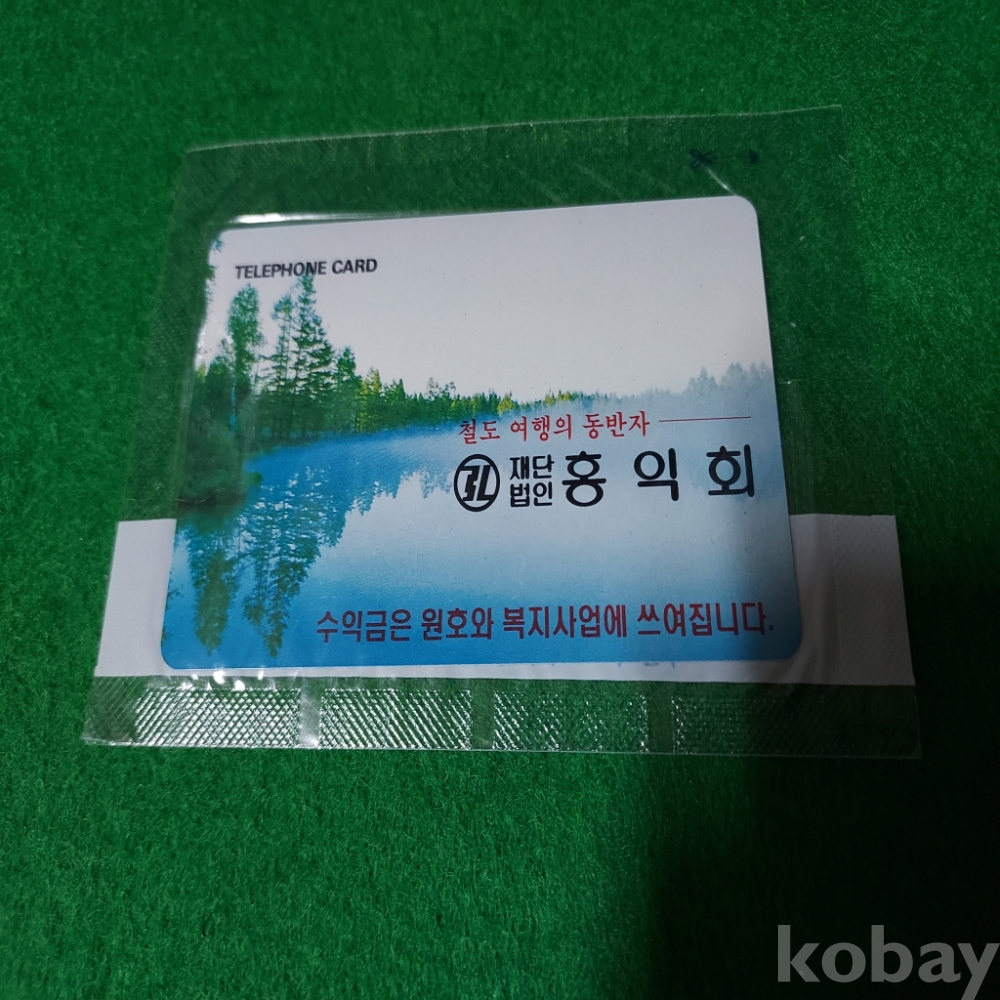 TELEPHONE CARD
철도 여행의 동반자
재단
법인
홍익회
수익금은 원호와 복지사업에 쓰여집니다.
kobay